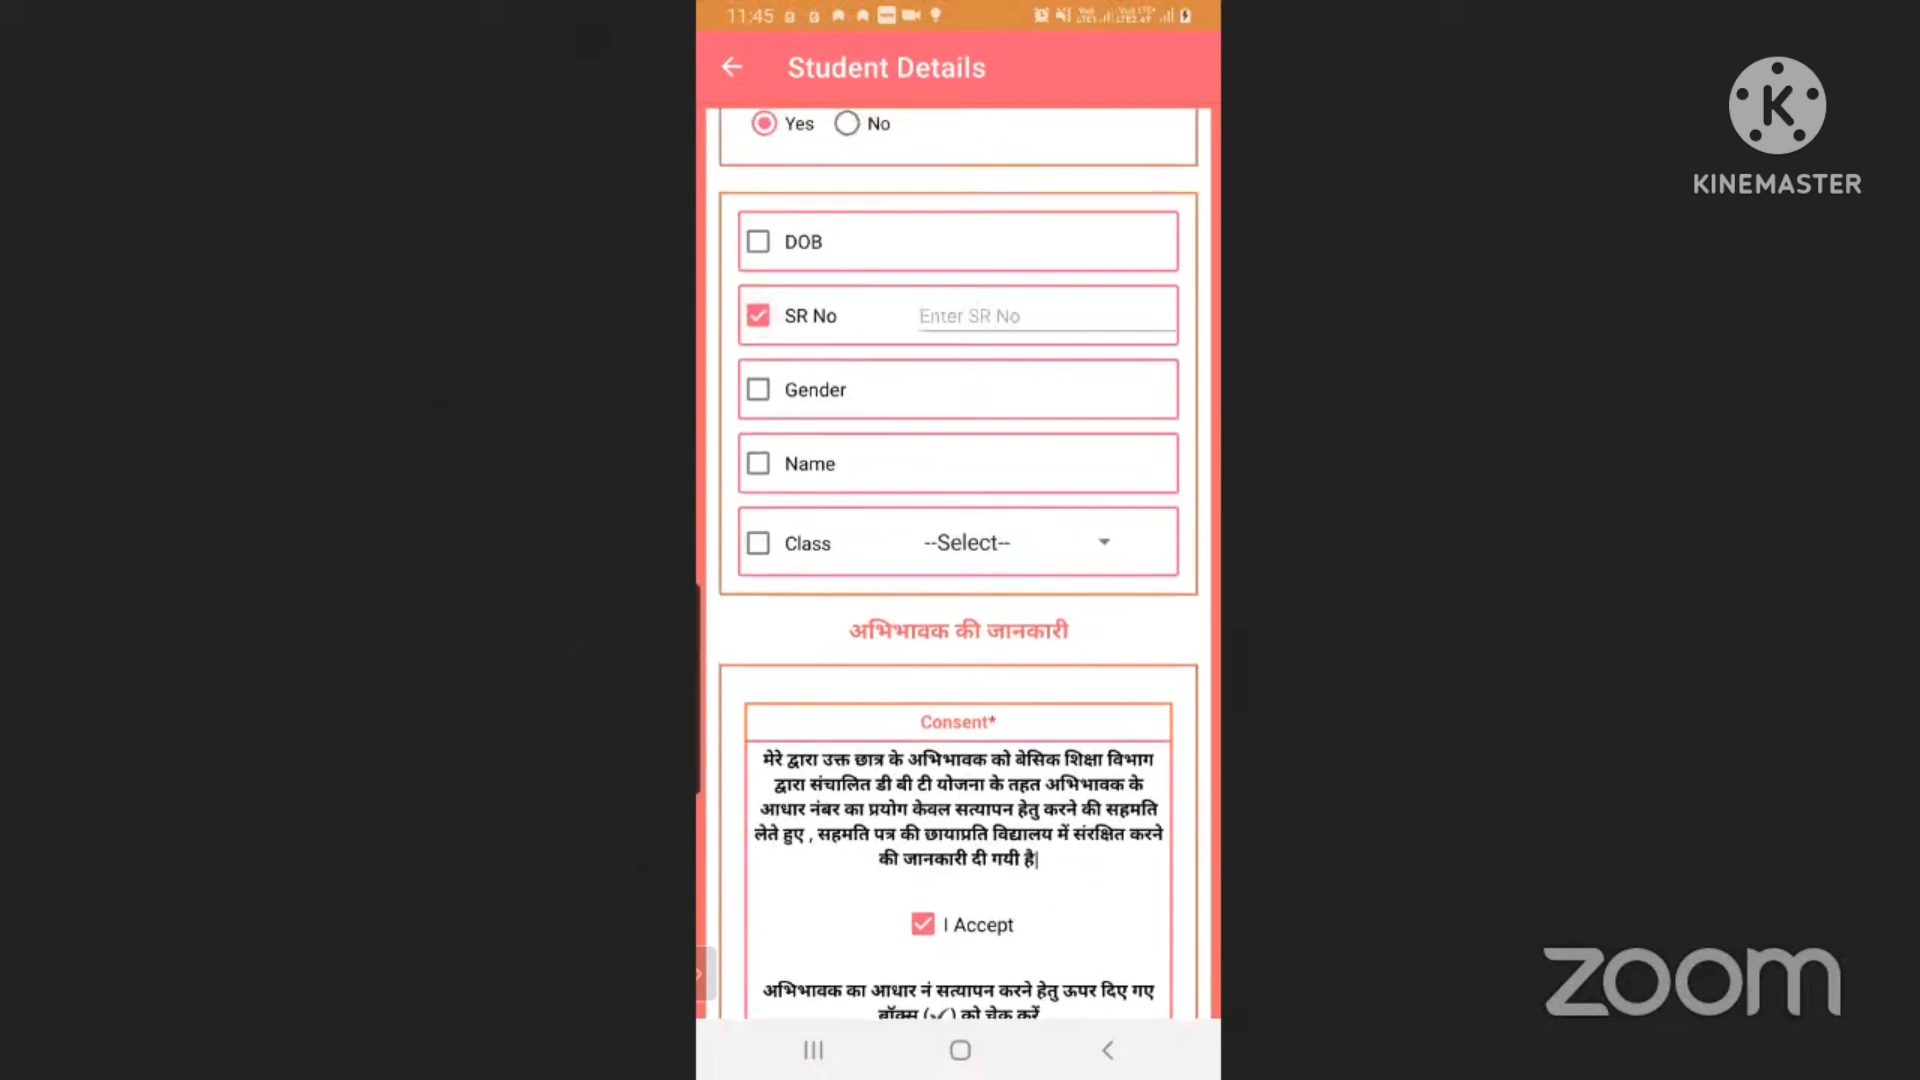 11:45
Student Details
Yes No
DOB
SR No Enter SR No
Gender
Name
Class --Select--
अभिभावक की जानकारी
Consent*
मेरे द्वारा उक्त छात्र के अभिभावक को बेसिक शिक्षा विभाग
द्वारा संचालित डी बी टी योजना के तहत अभिभावक के
आधार नंबर का प्रयोग केवल सत्यापन हेतु करने की सहमति
लेते हुए , सहमति पत्र की छायाप्रति विद्यालय में संरक्षित करने
की जानकारी दी गयी है|
I Accept
अभिभावक का आधार नं सत्यापन करने हेतु ऊपर दिए गए
बॉक्स (✓) को चेक करें
K
KINEMASTER
zoom